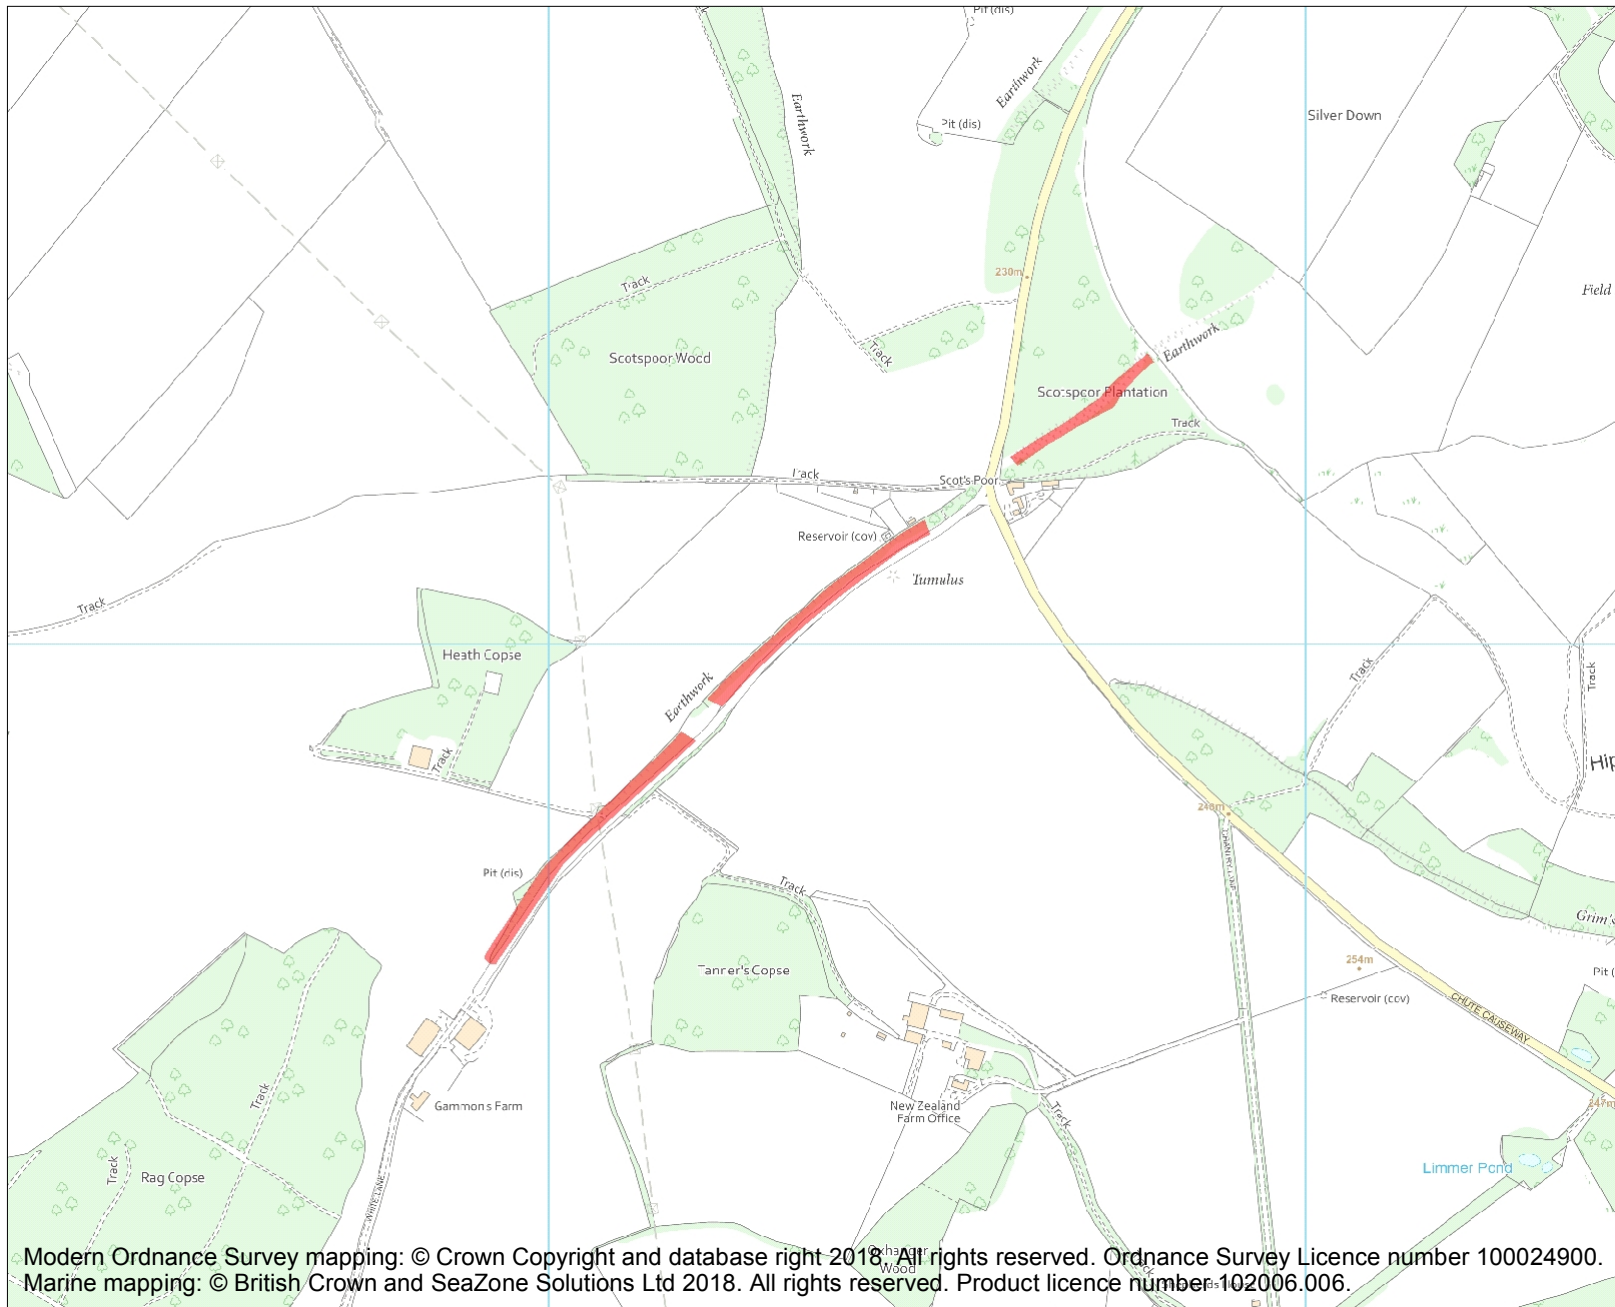 Pit (dis)
Earthwork
Earthwork
Pit (dis)
Silver Down
230m
Track
Field
Earthwork
Scotspoor Wood
Track
Scotspoor Plantation
Track
Track
Scot's Poor
Reservoir (cov)
Tumulus
Track
Heath Copse
Track
Track
Earthwork
Track
Hip
Pit (dis)
Track
Grim's
Tanner's Copse
254m
Pit (
Reservoir (cov)
CHUTE CAUSEWAY
Track
Gammons Farm
New Zealand
Farm Office
Track
247m
Track
Rag Copse
Limmer Pond
WHITE LANE
Oxhanger
Wood
Modern Ordnance Survey mapping: © Crown Copyright and database right 2018. All rights reserved. Ordnance Survey Licence number 100024900.
Marine mapping: © British Crown and SeaZone Solutions Ltd 2018. All rights reserved. Product licence number 102006.006.